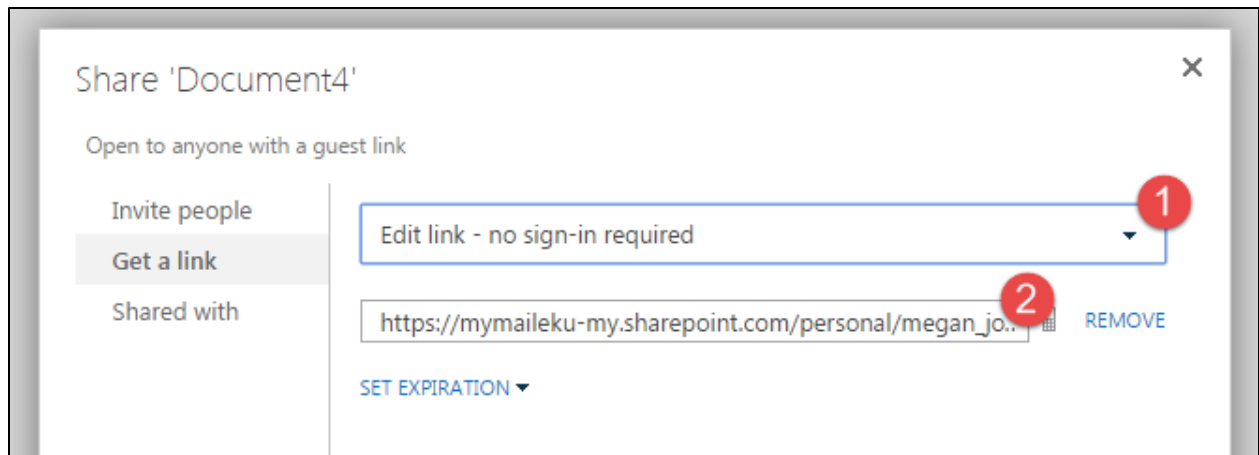 Share 'Document4'
Open to anyone with a guest link
Invite people
Get a link
Shared with
1
Edit link - no sign-in required
2
https://mymaileku-my.sharepoint.com/personal/megan_jo..
REMOVE
SET EXPIRATION